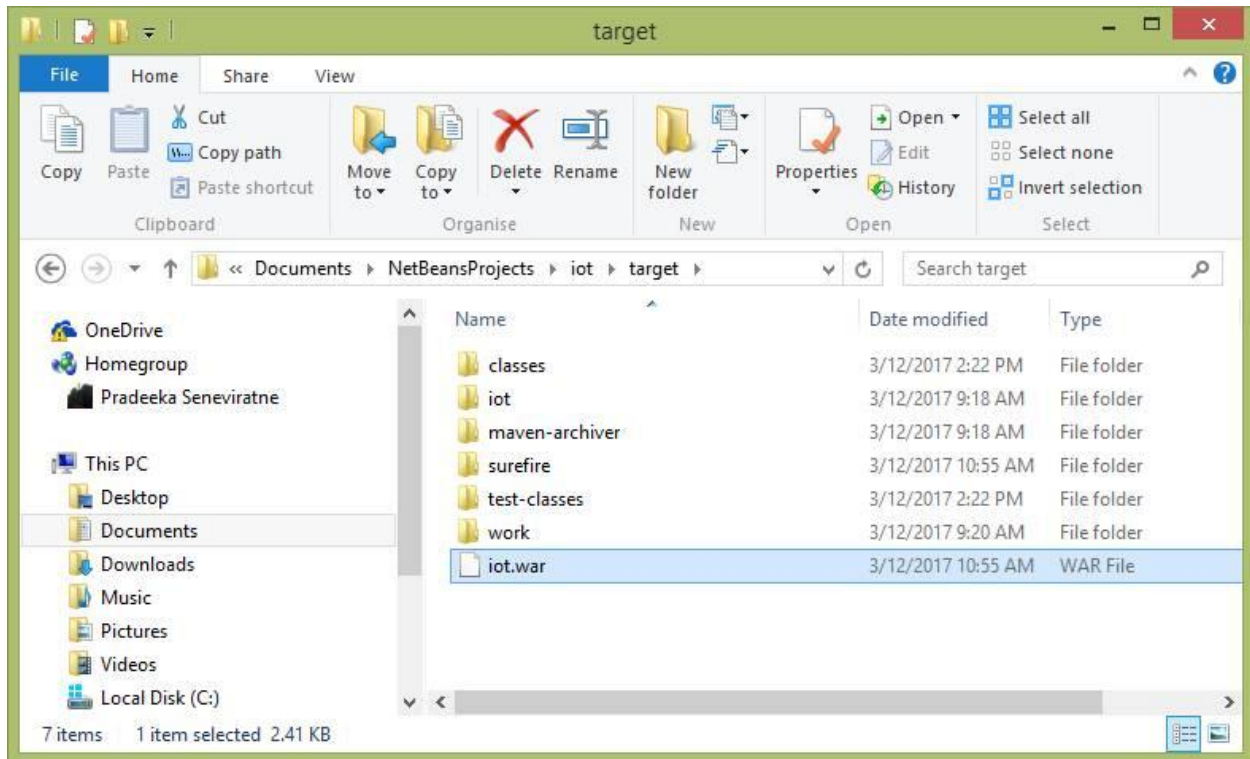 target
File Home Share View
Copy
Paste
Cut
Copy path
Paste shortcut
Clipboard
Move to
Copy to
Delete
Rename
Organise
New folder
New
Properties
Open
Edit
History
Open
Select all
Select none
Invert selection
Select
« Documents NetBeansProjects iot target
Search target
OneDrive
Homegroup
Pradeeka Seneviratne
This PC
Desktop
Documents
Downloads
Music
Pictures
Videos
Local Disk (C:)
Name Date modified Type
classes 3/12/2017 2:22 PM File folder
iot 3/12/2017 9:18 AM File folder
maven-archiver 3/12/2017 9:18 AM File folder
surefire 3/12/2017 10:55 AM File folder
test-classes 3/12/2017 2:22 PM File folder
work 3/12/2017 9:20 AM File folder
iot.war 3/12/2017 10:55 AM WAR File
7 items 1 item selected 2.41 KB